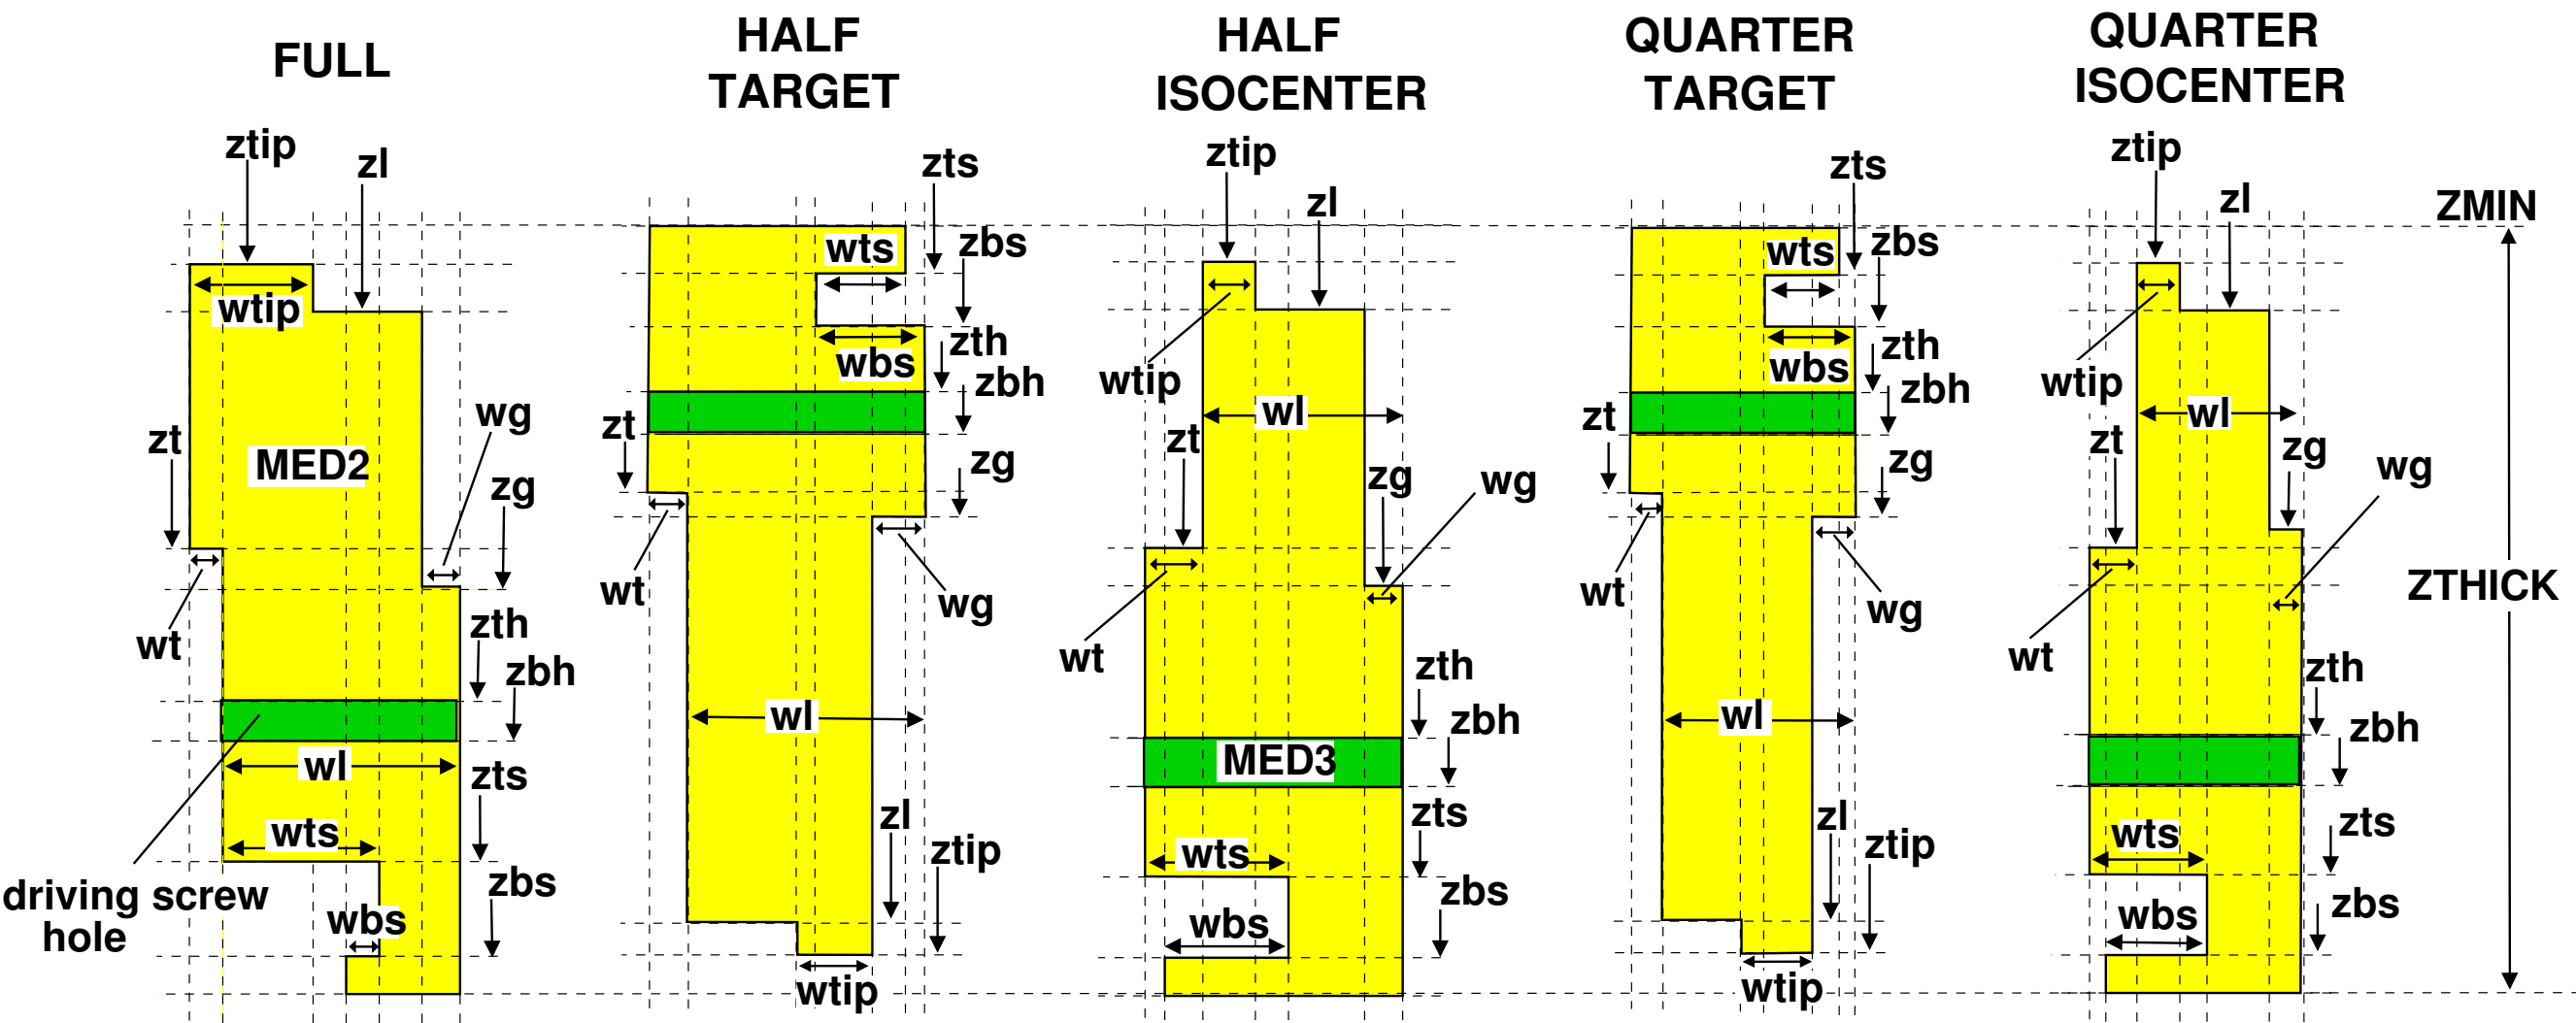 FULL
ztip
zl
wtip
MED2
zt
wg
zg
wt
zth
zbh
wl
zts
wts
driving screw
hole
wbs
zbs
HALF
TARGET
zts
wts
zbs
wbs
zth
zbh
zt
zg
wt
wg
wl
zl
ztip
wtip
HALF
ISOCENTER
ztip
zl
wtip
wl
zt
zg
wg
wt
zth
zbh
MED3
zts
wts
zbs
wbs
QUARTER
TARGET
zts
wts
zbs
wbs
zth
zbh
zt
zg
wt
wg
wl
zl
ztip
wtip
QUARTER
ISOCENTER
ztip
zl
wtip
wl
zt
zg
wg
wt
zth
zbh
zts
wts
zbs
wbs
ZMIN
ZTHICK